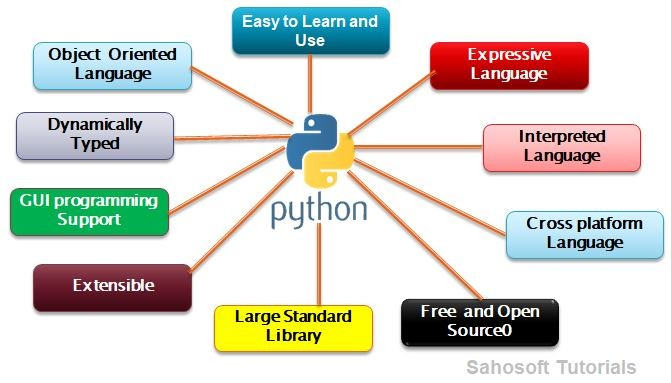 Easy to Learn and
Use
Object Oriented
Language
Expressive
Language
Dynamically
Typed
Interpreted
Language
GUI programming
Support
python
Cross platform
Language
Extensible
Large Standard
Library
Free and Open
Source0
Sahosoft Tutorials